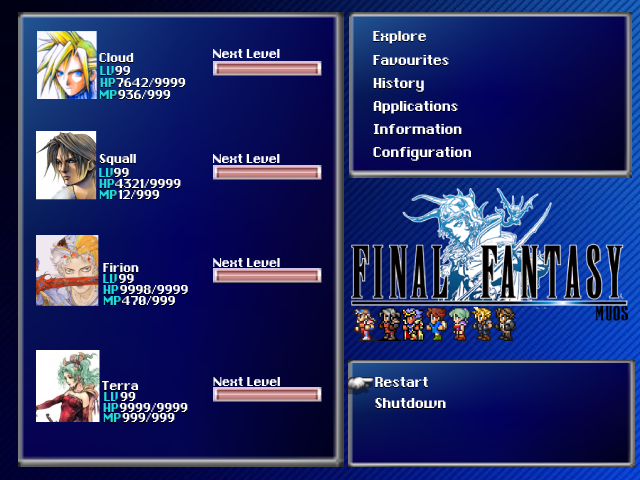 Cloud
LV99
HP7642/9999
MP936/999
Next Level
Squall
LV99
HP4321/9999
MP12/999
Next Level
Firion
LV99
HP9998/9999
MP470/999
Next Level
Terra
LV99
HP9999/9999
MP999/999
Next Level
Explore
Favourites
History
Applications
Information
Configuration
FINAL FANTASY
MUOS
Restart
Shutdown